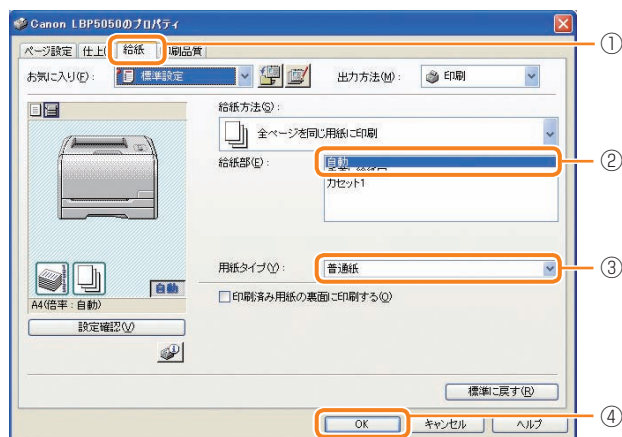 Canon LBP5050のプロパティ
ページ設定 仕上 給紙 印刷品質
①
お気に入り(F): 標準設定 出力方法(M): 印刷
給紙方法(S):
全ページを同じ用紙に印刷
給紙部(E): 自動
②
カセット1
用紙タイプ(Y): 普通紙
③
自動
A4(倍率:自動)
印刷済み用紙の裏面に印刷する(Q)
設定確認(V)
標準に戻す(R)
OK キャンセル ヘルプ
④